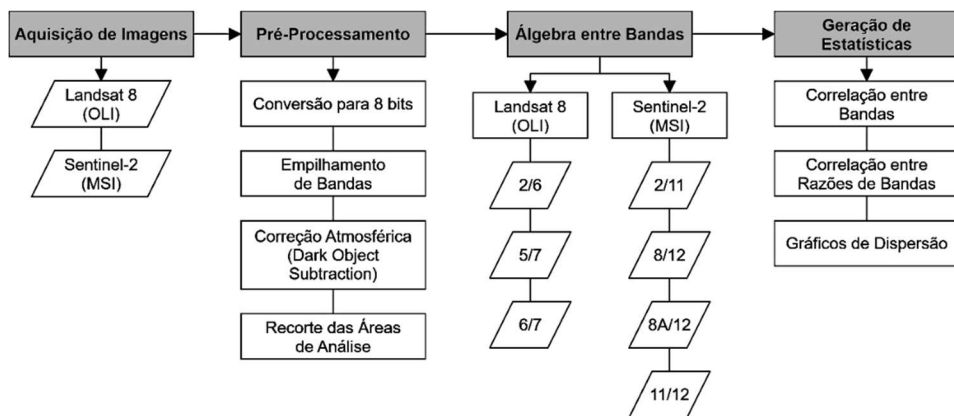 Aquisição de Imagens
Landsat 8
(OLI)
Sentinel-2
(MSI)
Pré-Processamento
Conversão para 8 bits
Empilhamento
de Bandas
Correção Atmosférica
(Dark Object
Subtraction)
Recorte das Áreas
de Análise
Álgebra entre Bandas
Landsat 8
(OLI)
2/6
5/7
6/7
Sentinel-2
(MSI)
2/11
8/12
8A/12
11/12
Geração de
Estatísticas
Correlação entre
Bandas
Correlação entre
Razões de Bandas
Gráficos de Dispersão